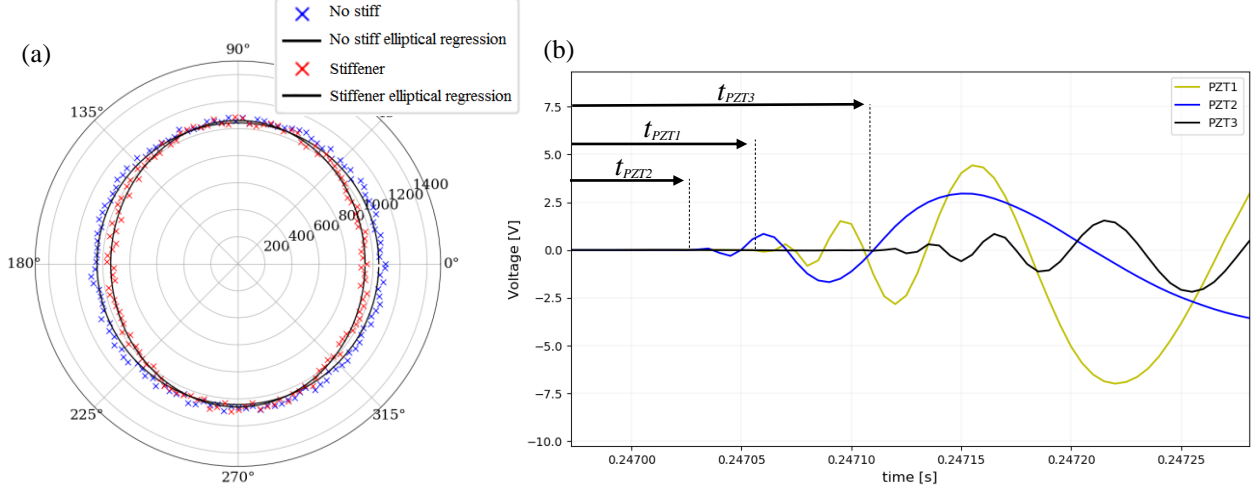 (a)
No stiff
No stiff elliptical regression
Stiffener
Stiffener elliptical regression
90°
135°
180°
225°
270°
315°
0°
200
400
600
800
1000
1200
1400
(b)
Voltage [V]
7.5
5.0
2.5
0.0
−2.5
−5.0
−7.5
−10.0
tPZT3
tPZT1
tPZT2
PZT1
PZT2
PZT3
0.24700
0.24705
0.24710
0.24715
0.24720
0.24725
time [s]